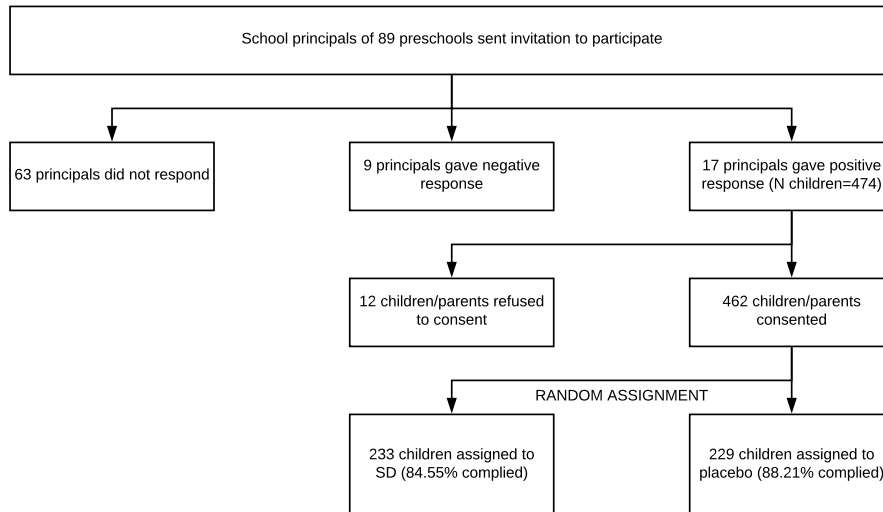 School principals of 89 preschools sent invitation to participate
63 principals did not respond
9 principals gave negative
response
17 principals gave positive
response (N children=474)
12 children/parents refused
to consent
462 children/parents
consented
RANDOM ASSIGNMENT
233 children assigned to
SD (84.55% complied)
229 children assigned to
placebo (88.21% complied)